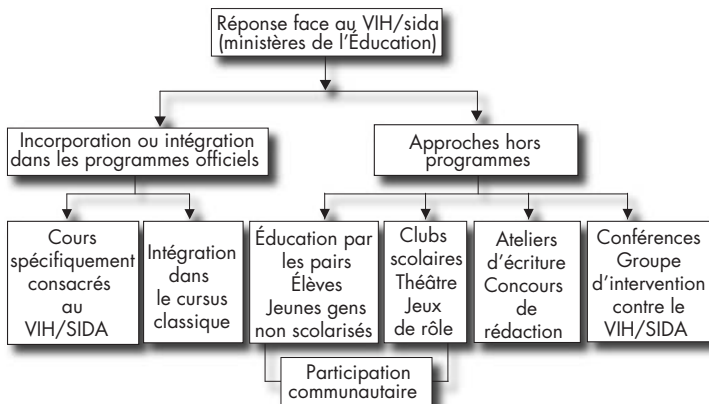 Réponse face au VIH/sida
(ministères de l'Éducation)
Incorporation ou intégration
dans les programmes officiels
Approches hors
programmes
Cours
spécifiquement
consacrés
au
VIH/SIDA
Intégration
dans
le cursus
classique
Éducation par
les pairs
Élèves
Jeunes gens
non scolarisés
Clubs
scolaires
Théâtre
Jeux
de rôle
Ateliers
d'écriture
Concours
de
rédaction
Conférences
Groupe
d'intervention
contre le
VIH/SIDA
Participation
communautaire